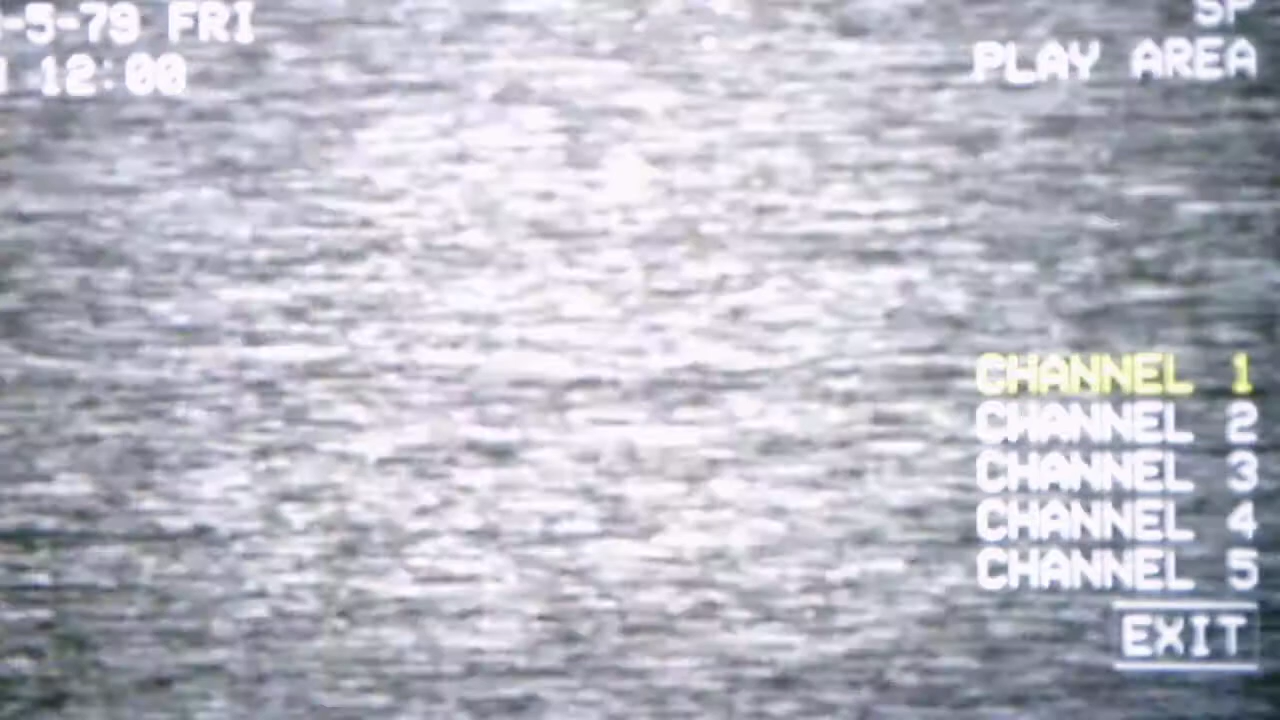 -5-79 FRI
12:00
SP
PLAY AREA
CHANNEL 1
CHANNEL 2
CHANNEL 3
CHANNEL 4
CHANNEL 5
EXIT